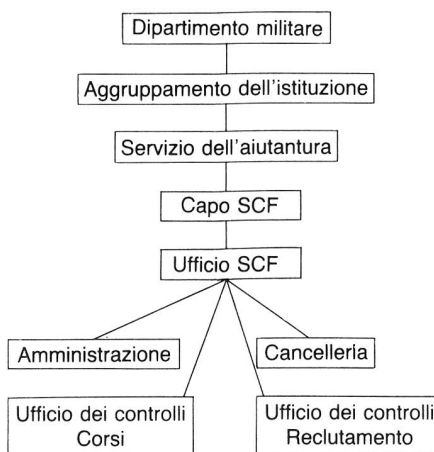 Dipartimento militare
Aggruppamento dell'istituzione
Servizio dell'aiutantura
Capo SCF
Ufficio SCF
Amministrazione
Cancelleria
Ufficio dei controlli
Corsi
Ufficio dei controlli
Reclutamento